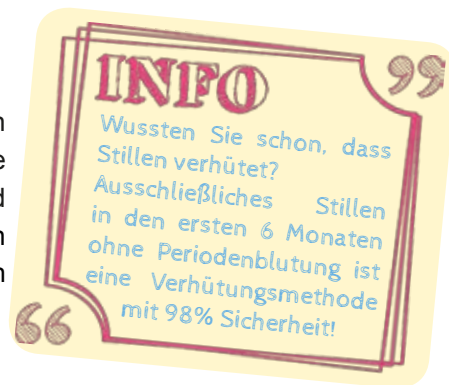 INFO
Wussten Sie schon, dass
Stillen verhütet?
Ausschließliches Stillen
in den ersten 6 Monaten
ohne Periodenblutung ist
eine Verhütungsmethode
mit 98% Sicherheit!